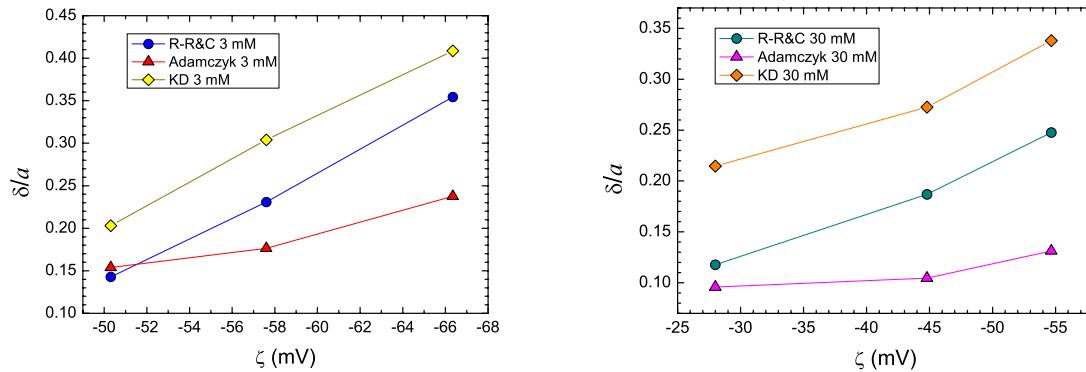 0.45
0.40
0.35
0.30
0.25
0.20
0.15
0.10
δ/a
R-R&C 3 mM
Adamczyk 3 mM
KD 3 mM
-50 -52 -54 -56 -58 -60 -62 -64 -66 -68
ζ (mV)
0.35
0.30
0.25
0.20
0.15
0.10
δ/a
R-R&C 30 mM
Adamczyk 30 mM
KD 30 mM
-25 -30 -35 -40 -45 -50 -55
ζ (mV)